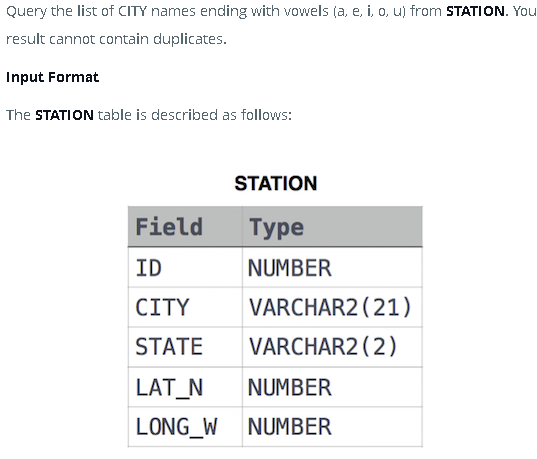 Query the list of CITY names ending with vowels (a, e, i, o, u) from STATION. You
result cannot contain duplicates.
Input Format
The STATION table is described as follows:
STATION
Field Type
ID NUMBER
CITY VARCHAR2(21)
STATE VARCHAR2(2)
LAT_N NUMBER
LONG_W NUMBER